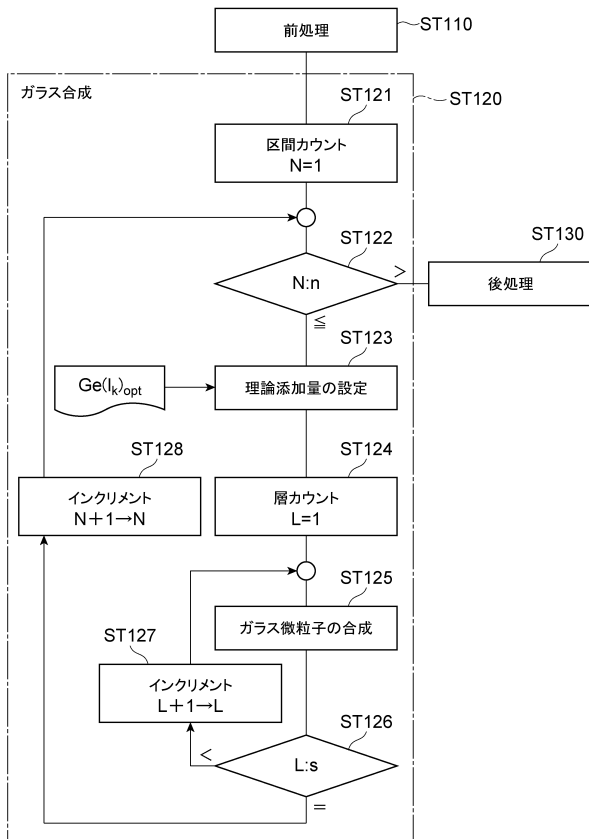 前処理
ST110
ガラス合成
ST120
ST121
区間カウント
N=1
ST122
N:n
>
≦
ST130
後処理
ST123
Ge(Iₖ)ₒₚₜ
理論添加量の設定
ST128
インクリメント
N+1→N
ST124
層カウント
L=1
ST125
ガラス微粒子の合成
ST127
インクリメント
L+1→L
ST126
<
L:s
=